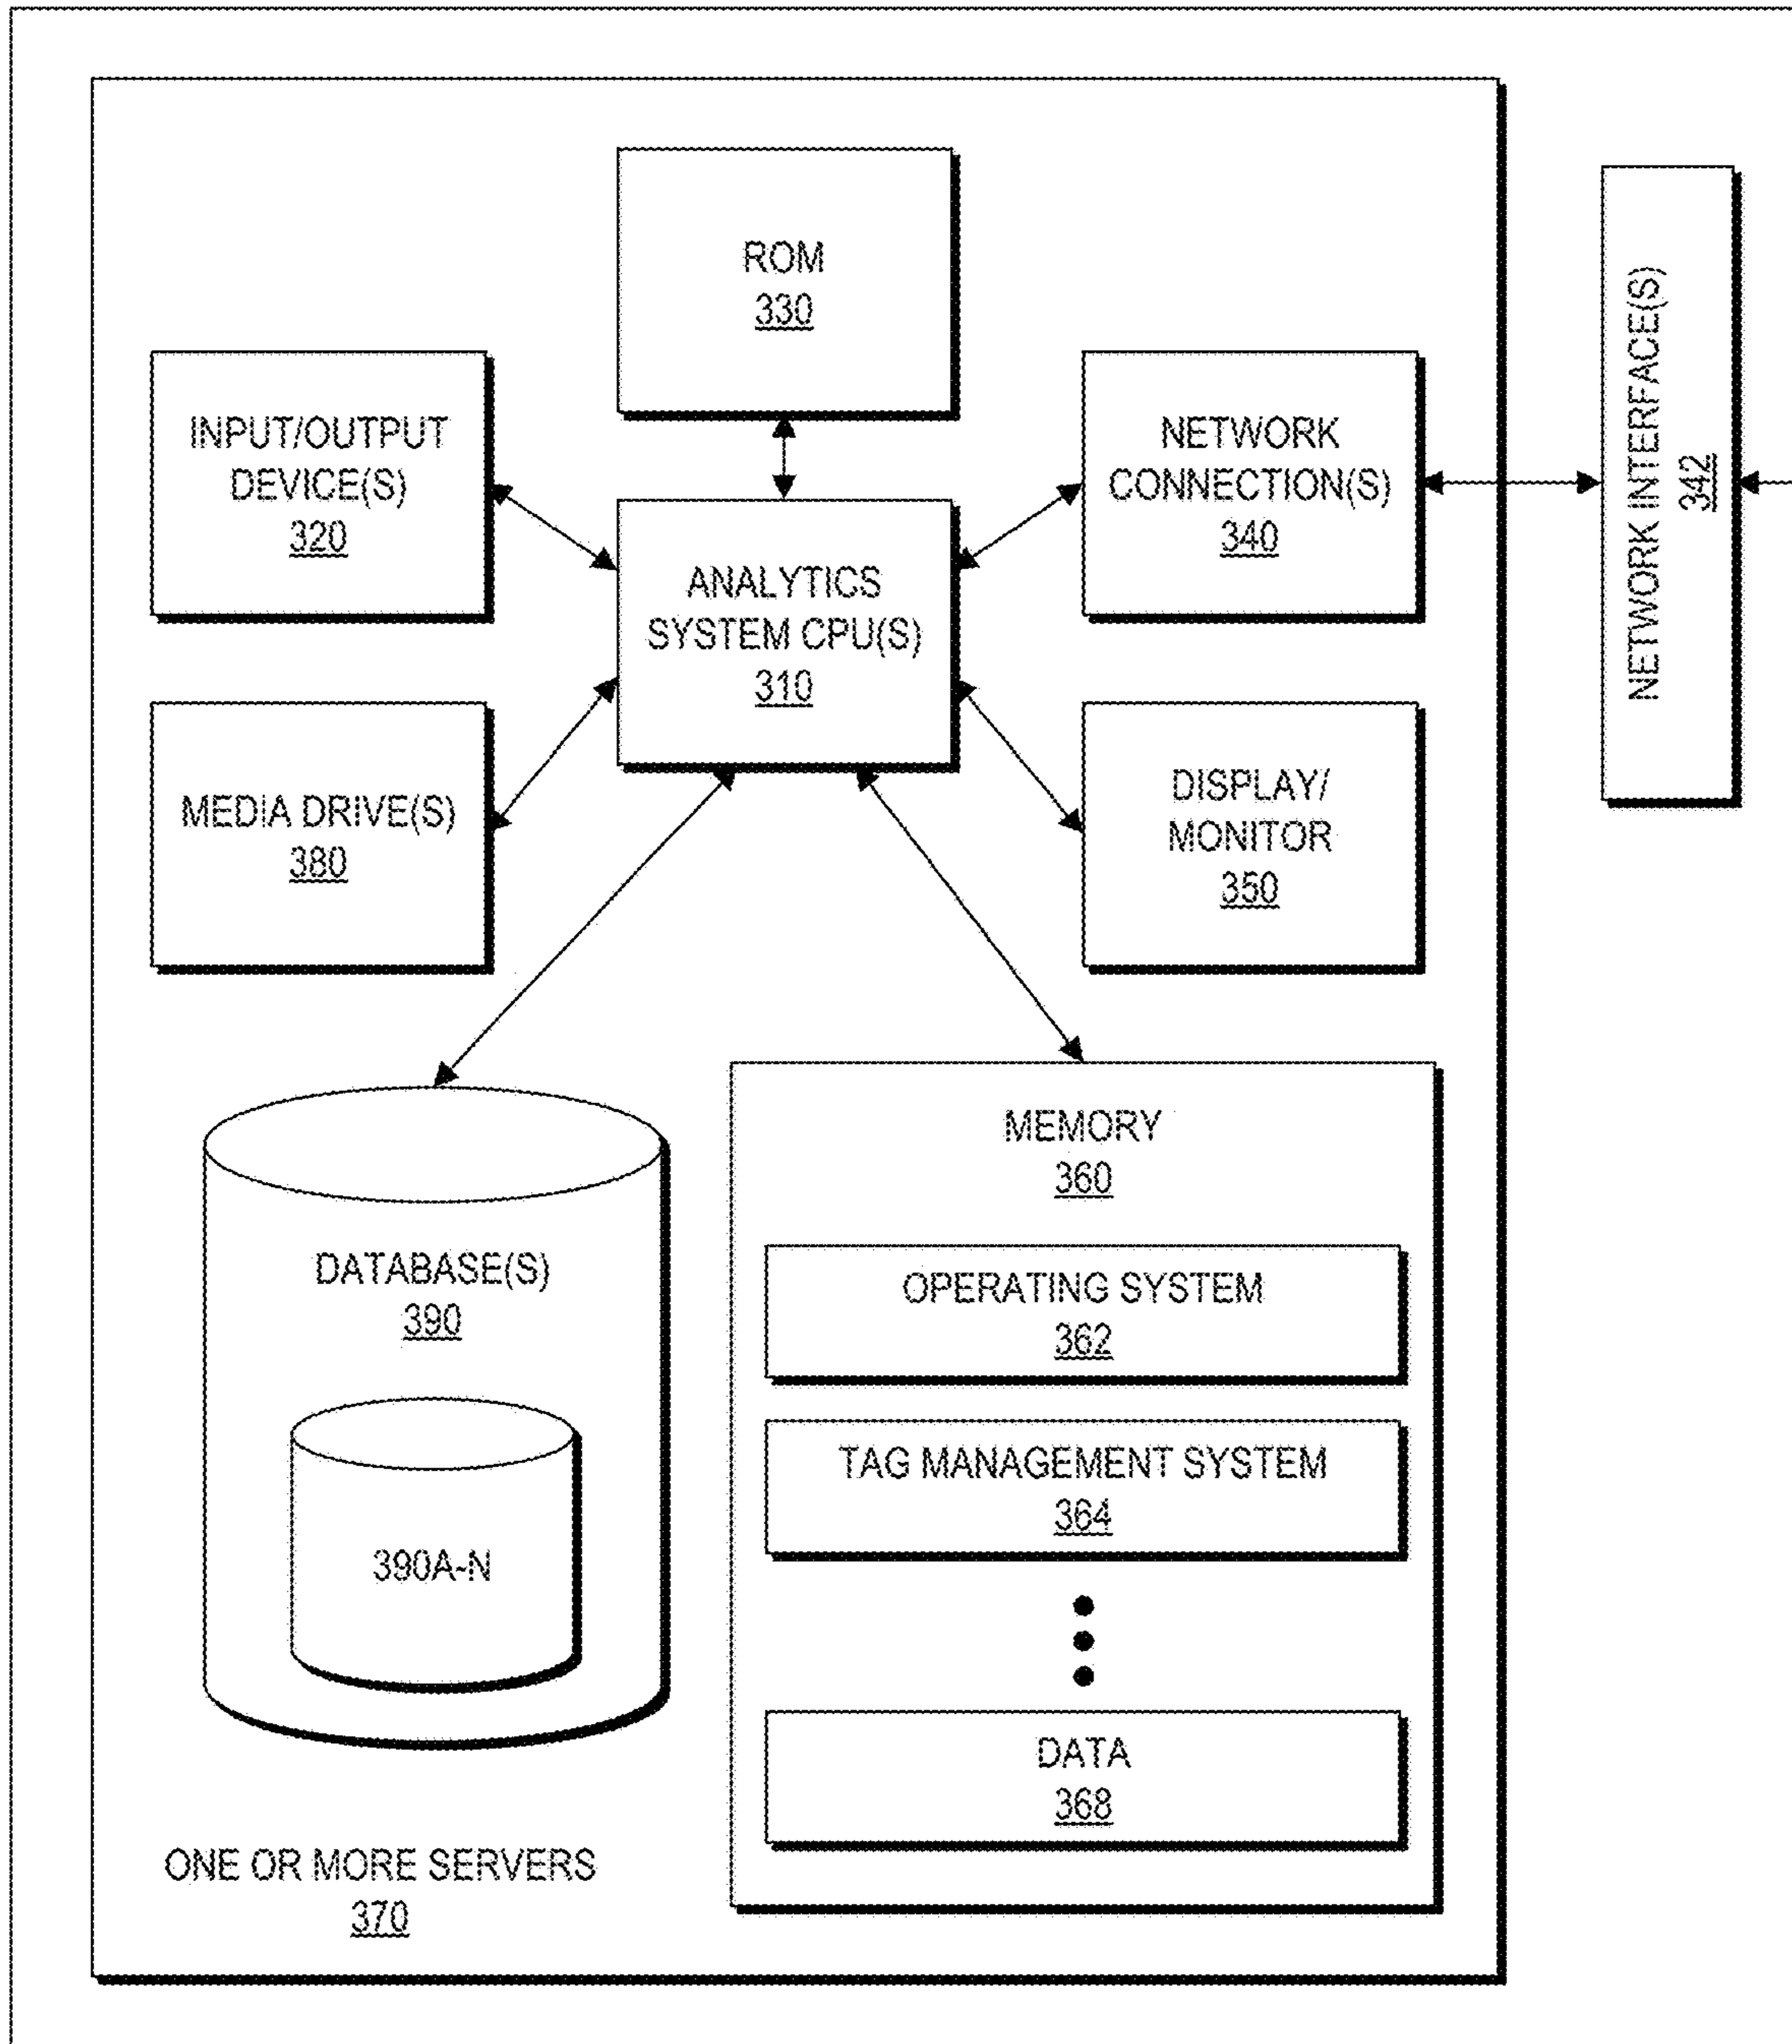 ROM
330
INPUT/OUTPUT
DEVICE(S)
320
NETWORK
CONNECTION(S)
340
NETWORK INTERFACE(S)
342
ANALYTICS
SYSTEM CPU(S)
310
MEDIA DRIVE(S)
380
DISPLAY/
MONITOR
350
DATABASE(S)
390
390A-N
MEMORY
360
OPERATING SYSTEM
362
TAG MANAGEMENT SYSTEM
364
DATA
368
ONE OR MORE SERVERS
370